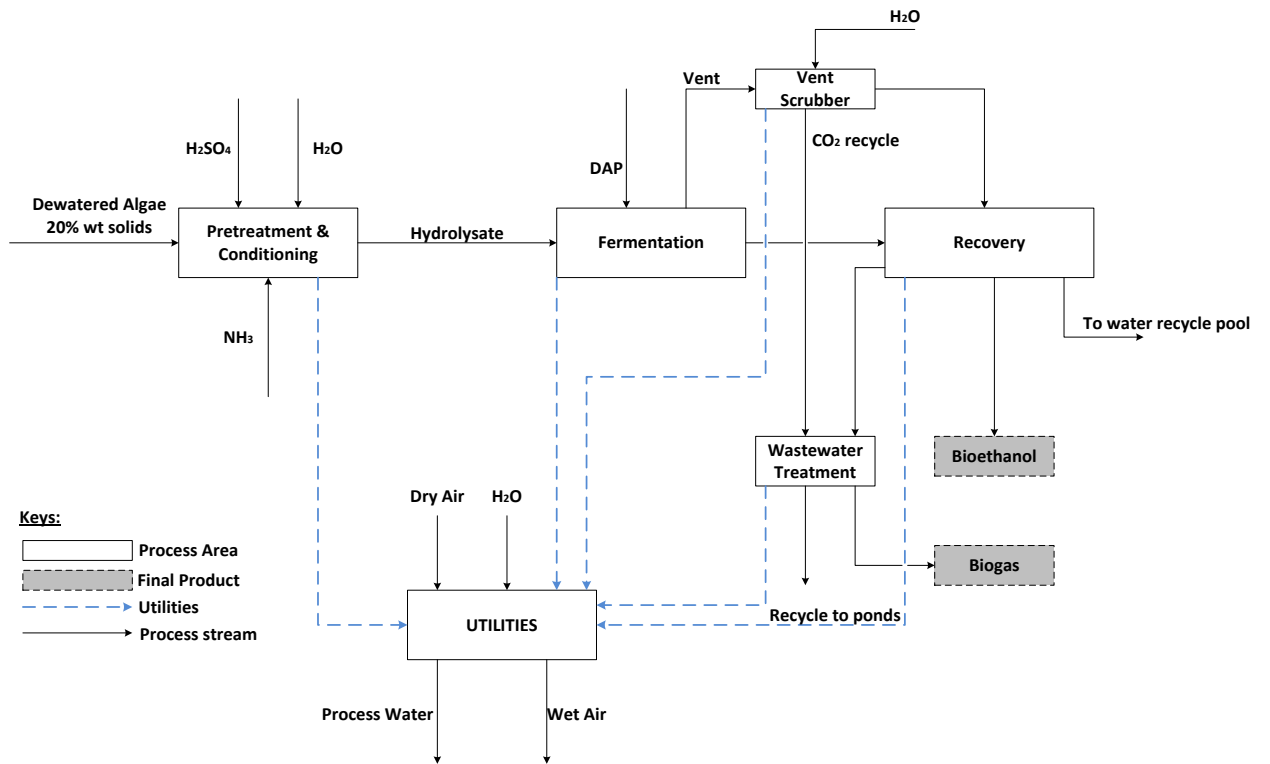 H₂O
Vent
Vent
Scrubber
H₂SO₄
H₂O
CO₂ recycle
DAP
Dewatered Algae
20% wt solids
Pretreatment &
Conditioning
Hydrolysate
Fermentation
Recovery
NH₃
To water recycle pool
Wastewater
Treatment
Bioethanol
Dry Air
H₂O
Keys:
Process Area
Final Product
Utilities
Process stream
Biogas
UTILITIES
Recycle to ponds
Process Water
Wet Air